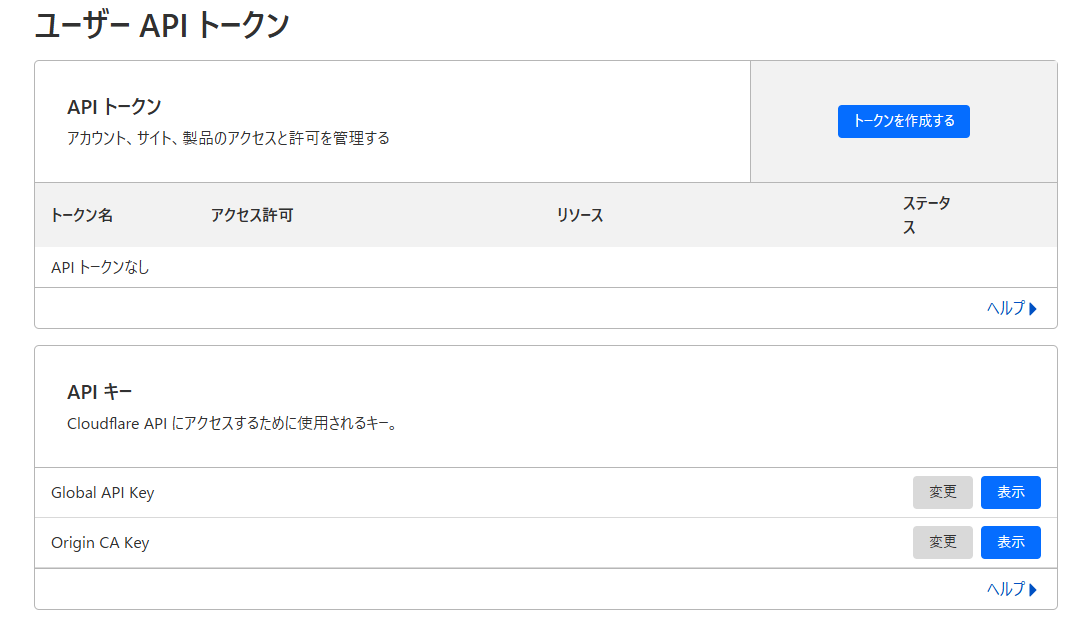 ユーザー API トークン
API トークン
アカウント、サイト、製品のアクセスと許可を管理する
トークンを作成する
トークン名 アクセス許可 リソース ステータ
ス
API トークンなし
ヘルプ
API キー
Cloudflare API にアクセスするために使用されるキー。
Global API Key 変更 表示
Origin CA Key 変更 表示
ヘルプ